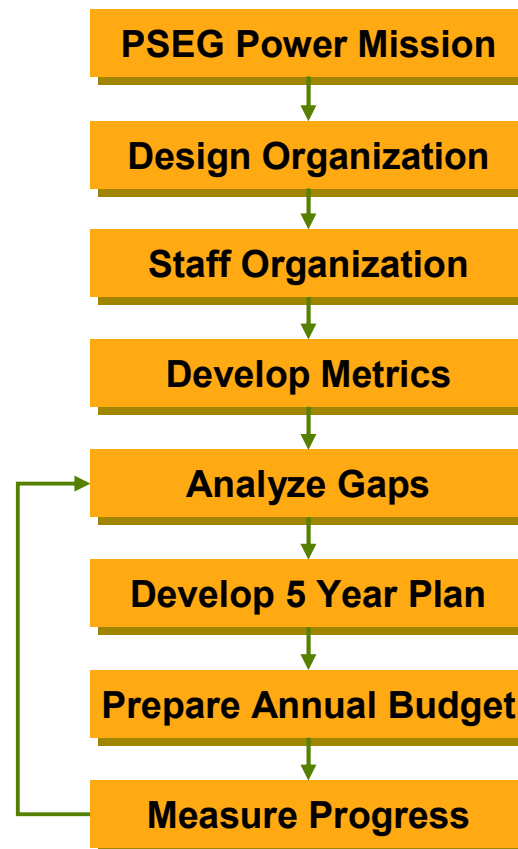 PSEG Power Mission
Design Organization
Staff Organization
Develop Metrics
Analyze Gaps
Develop 5 Year Plan
Prepare Annual Budget
Measure Progress